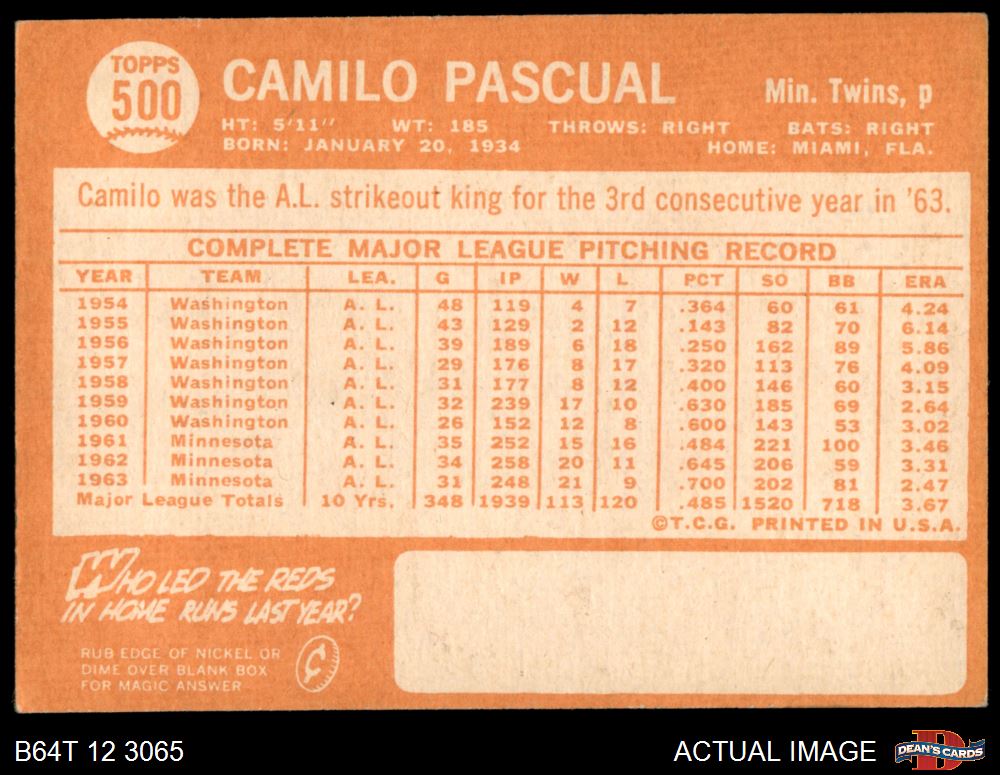 TOPPS
500
CAMILO PASCUAL Min. Twins, p
HT: 5'11" WT: 185 THROWS: RIGHT BATS: RIGHT
BORN: JANUARY 20, 1934 HOME: MIAMI, FLA.
Camilo was the A.L. strikeout king for the 3rd consecutive year in '63.
COMPLETE MAJOR LEAGUE PITCHING RECORD
YEAR TEAM LEA. G IP W L PCT SO BB ERA
1954 Washington A. L. 48 119 4 7 .364 60 61 4.24
1955 Washington A. L. 43 129 2 12 .143 82 70 6.14
1956 Washington A. L. 39 189 6 18 .250 162 89 5.86
1957 Washington A. L. 29 176 8 17 .320 113 76 4.09
1958 Washington A. L. 31 177 8 12 .400 146 60 3.15
1959 Washington A. L. 32 239 17 10 .630 185 69 2.64
1960 Washington A. L. 26 152 12 8 .600 143 53 3.02
1961 Minnesota A. L. 35 252 15 16 .484 221 100 3.46
1962 Minnesota A. L. 34 258 20 11 .645 206 59 3.31
1963 Minnesota A. L. 31 248 21 9 .700 202 81 2.47
Major League Totals 10 Yrs. 348 1939 113 120 .485 1520 718 3.67
©T.C.G. PRINTED IN U.S.A.
WHO LED THE REDS
IN HOME RUNS LAST YEAR?
RUB EDGE OF NICKEL OR
DIME OVER BLANK BOX
FOR MAGIC ANSWER
¢
B64T 12 3065 ACTUAL IMAGE
D
DEAN'S CARDS